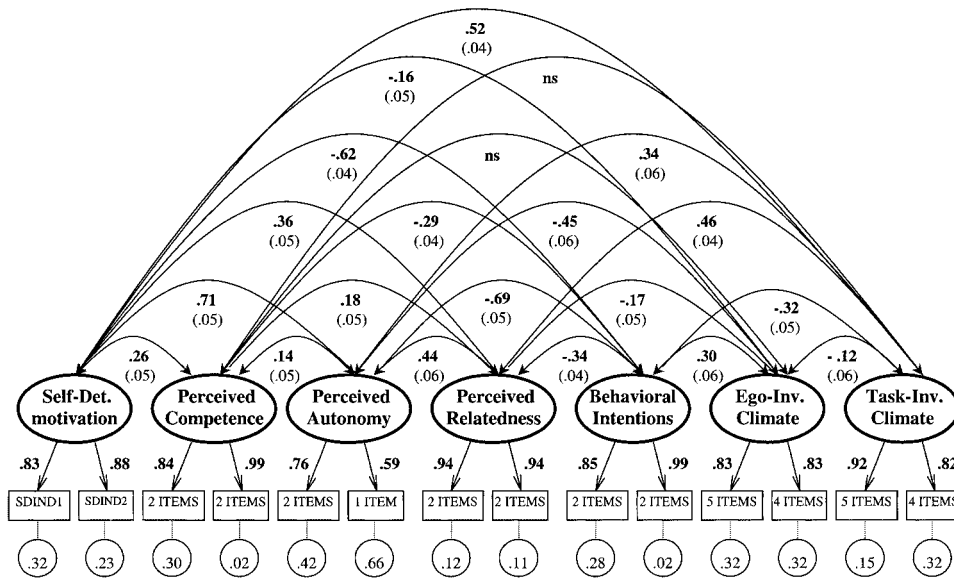 .52
(.04)
-.16
(.05)
ns
-.62
(.04)
ns
.34
(.06)
.36
(.05)
-.29
(.04)
-.45
(.06)
.46
(.04)
.71
(.05)
.18
(.05)
-.69
(.05)
-.17
(.05)
-.32
(.05)
.26
(.05)
.14
(.05)
.44
(.06)
-.34
(.04)
.30
(.06)
- .12
(.06)
Self-Det.
motivation
Perceived
Competence
Perceived
Autonomy
Perceived
Relatedness
Behavioral
Intentions
Ego-Inv.
Climate
Task-Inv.
Climate
.83 .88 .84 .99 .76 .59 .94 .94 .85 .99 .83 .83 .92 .82
SDIND1 SDIND2 2 ITEMS 2 ITEMS 2 ITEMS 1 ITEM 2 ITEMS 2 ITEMS 2 ITEMS 2 ITEMS 5 ITEMS 4 ITEMS 5 ITEMS 4 ITEMS
.32 .23 .30 .02 .42 .66 .12 .11 .28 .02 .32 .32 .15 .32